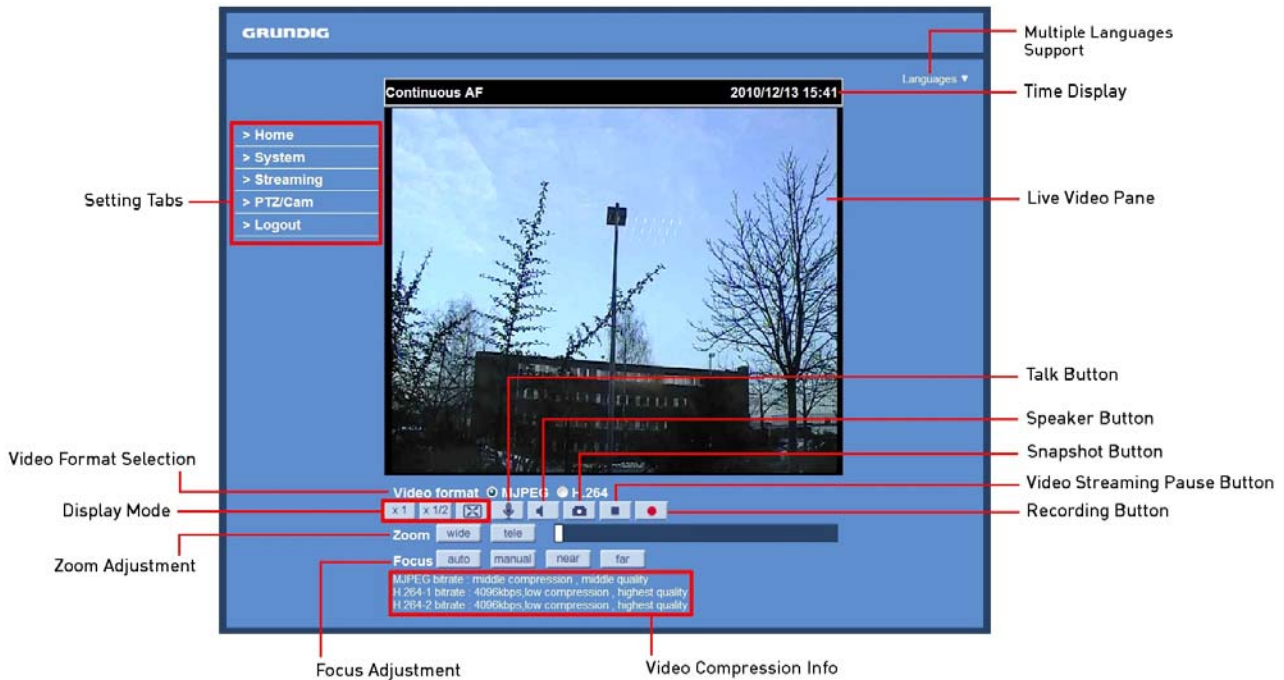 GRUNDIG
Multiple Languages
Support
Languages ▼
Continuous AF
2010/12/13 15:41
Time Display
> Home
> System
> Streaming
> PTZ/Cam
> Logout
Setting Tabs
Live Video Pane
Talk Button
Speaker Button
Snapshot Button
Video Streaming Pause Button
Recording Button
Video Format Selection
Video format MJPEG H.264
Display Mode
x 1 x 1/2
Zoom wide tele
Zoom Adjustment
Focus auto manual near far
MJPEG bitrate : middle compression , middle quality
H.264-1 bitrate : 4096kbps,low compression , highest quality
H.264-2 bitrate : 4096kbps,low compression , highest quality
Focus Adjustment
Video Compression Info